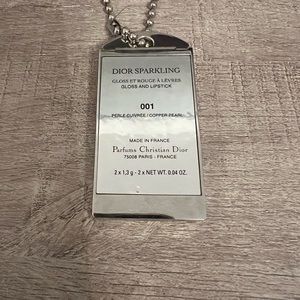 DIOR SPARKLING
GLOSS ET ROUGE À LÈVRES
GLOSS AND LIPSTICK
001
PERLE CUIVRÉE / COPPER PEARL
MADE IN FRANCE
Parfums Christian Dior
75008 PARIS - FRANCE
2 x 1,3 g - 2 x NET WT. 0.04 OZ.